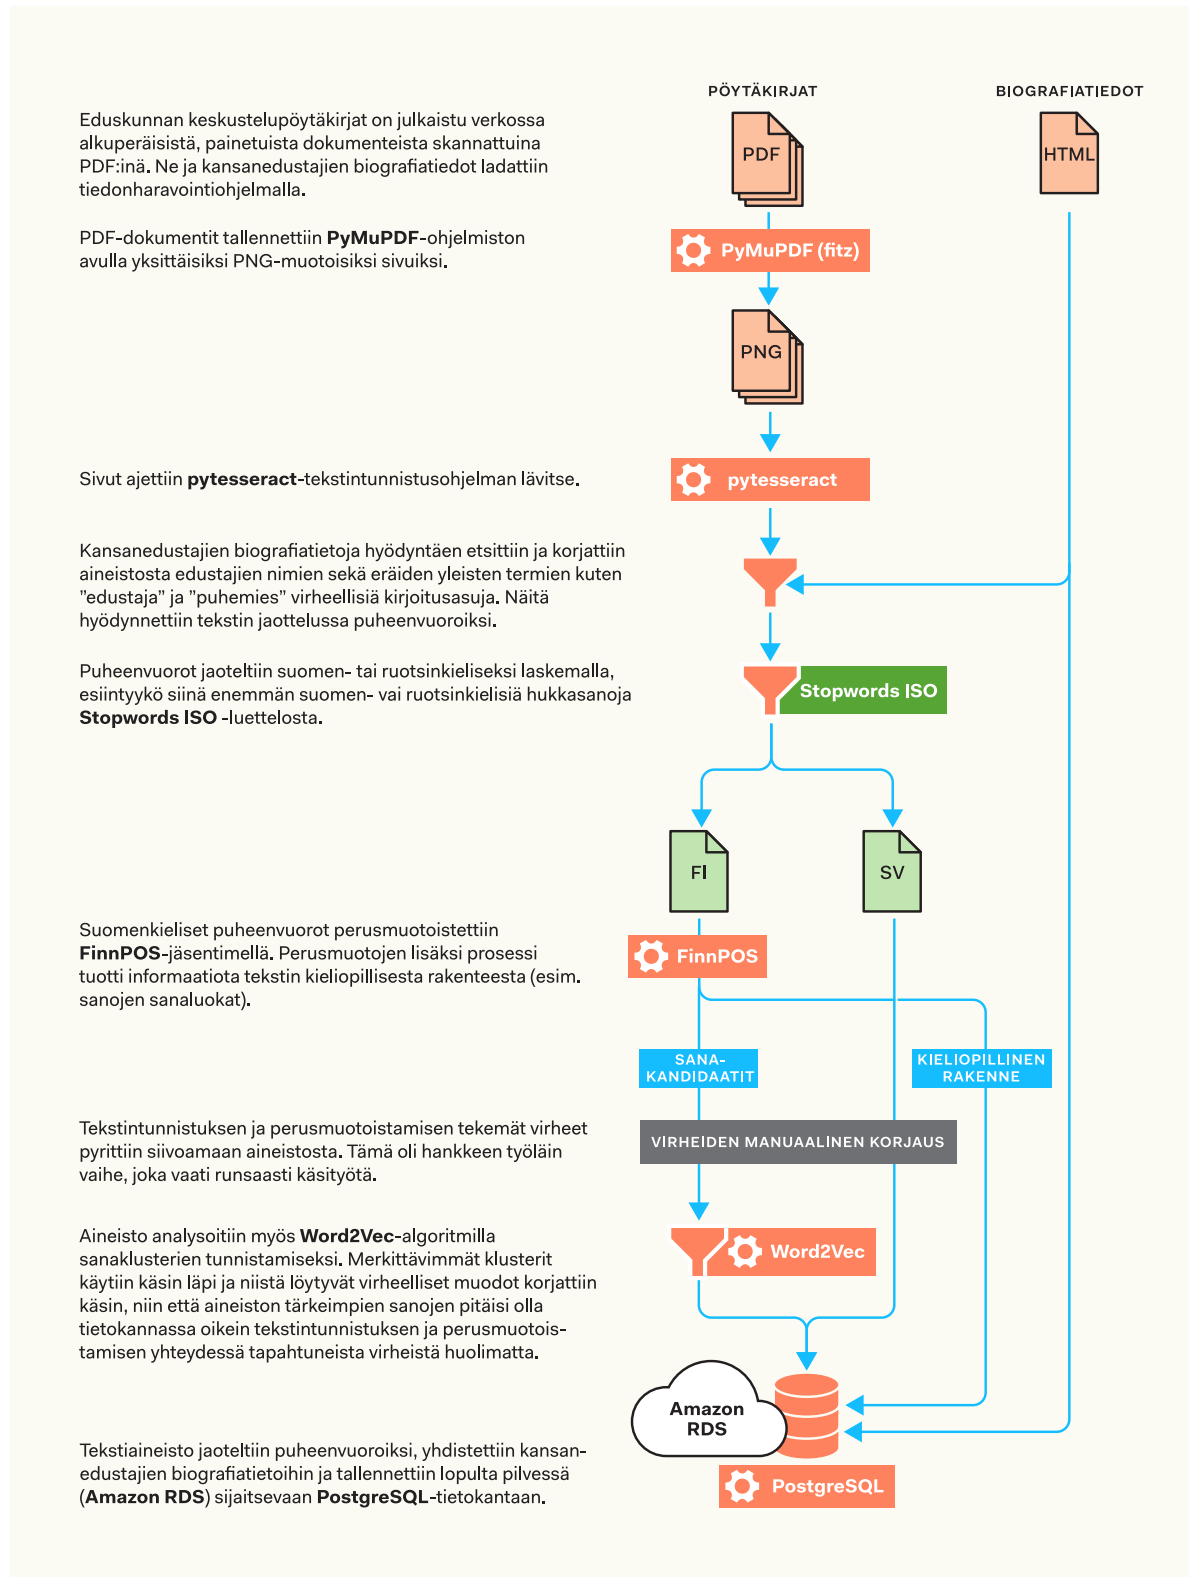 PÖYTÄKIRJAT
BIOGRAFIATIEDOT
Eduskunnan keskustelupöytäkirjat on julkaistu verkossa
alkuperäisistä, painetuista dokumenteista skannattuina
PDF:inä. Ne ja kansanedustajien biografiatiedot ladattiin
tiedonharavointiohjelmalla.
PDF
HTML
PDF-dokumentit tallennettiin PyMuPDF-ohjelmiston
avulla yksittäisiksi PNG-muotoisiksi sivuiksi.
PyMuPDF (fitz)
PNG
Sivut ajettiin pytesseract-tekstintunnistusohjelman lävitse.
pytesseract
Kansanedustajien biografiatietoja hyödyntäen etsittiin ja korjattiin
aineistosta edustajien nimien sekä eräiden yleisten termien kuten
”edustaja” ja ”puhemies” virheellisiä kirjoitusasuja. Näitä
hyödynnettiin tekstin jaottelussa puheenvuoroiksi.
Puheenvuorot jaoteltiin suomen- tai ruotsinkieliseksi laskemalla,
esiintyykö siinä enemmän suomen- vai ruotsinkielisiä hukkasanoja
Stopwords ISO -luettelosta.
Stopwords ISO
FI
SV
Suomenkieliset puheenvuorot perusmuotoistettiin
FinnPOS-jäsentimellä. Perusmuotojen lisäksi prosessi
tuotti informaatiota tekstin kieliopillisesta rakenteesta (esim.
sanojen sanaluokat).
FinnPOS
SANA-
KANDIDAATIT
KIELIOPILLINEN
RAKENNE
Tekstintunnistuksen ja perusmuotoistamisen tekemät virheet
pyrittiin siivoamaan aineistosta. Tämä oli hankkeen työläin
vaihe, joka vaati runsaasti käsityötä.
VIRHEIDEN MANUAALINEN KORJAUS
Aineisto analysoitiin myös Word2Vec-algoritmilla
sanaklusterien tunnistamiseksi. Merkittävimmät klusterit
käytiin käsin läpi ja niistä löytyvät virheelliset muodot korjattiin
käsin, niin että aineiston tärkeimpien sanojen pitäisi olla
tietokannassa oikein tekstintunnistuksen ja perusmuotois-
tamisen yhteydessä tapahtuneista virheistä huolimatta.
Word2Vec
Amazon
RDS
Tekstiaineisto jaoteltiin puheenvuoroiksi, yhdistettiin kansan-
edustajien biografiatietoihin ja tallennettiin lopulta pilvessä
(Amazon RDS) sijaitsevaan PostgreSQL-tietokantaan.
PostgreSQL